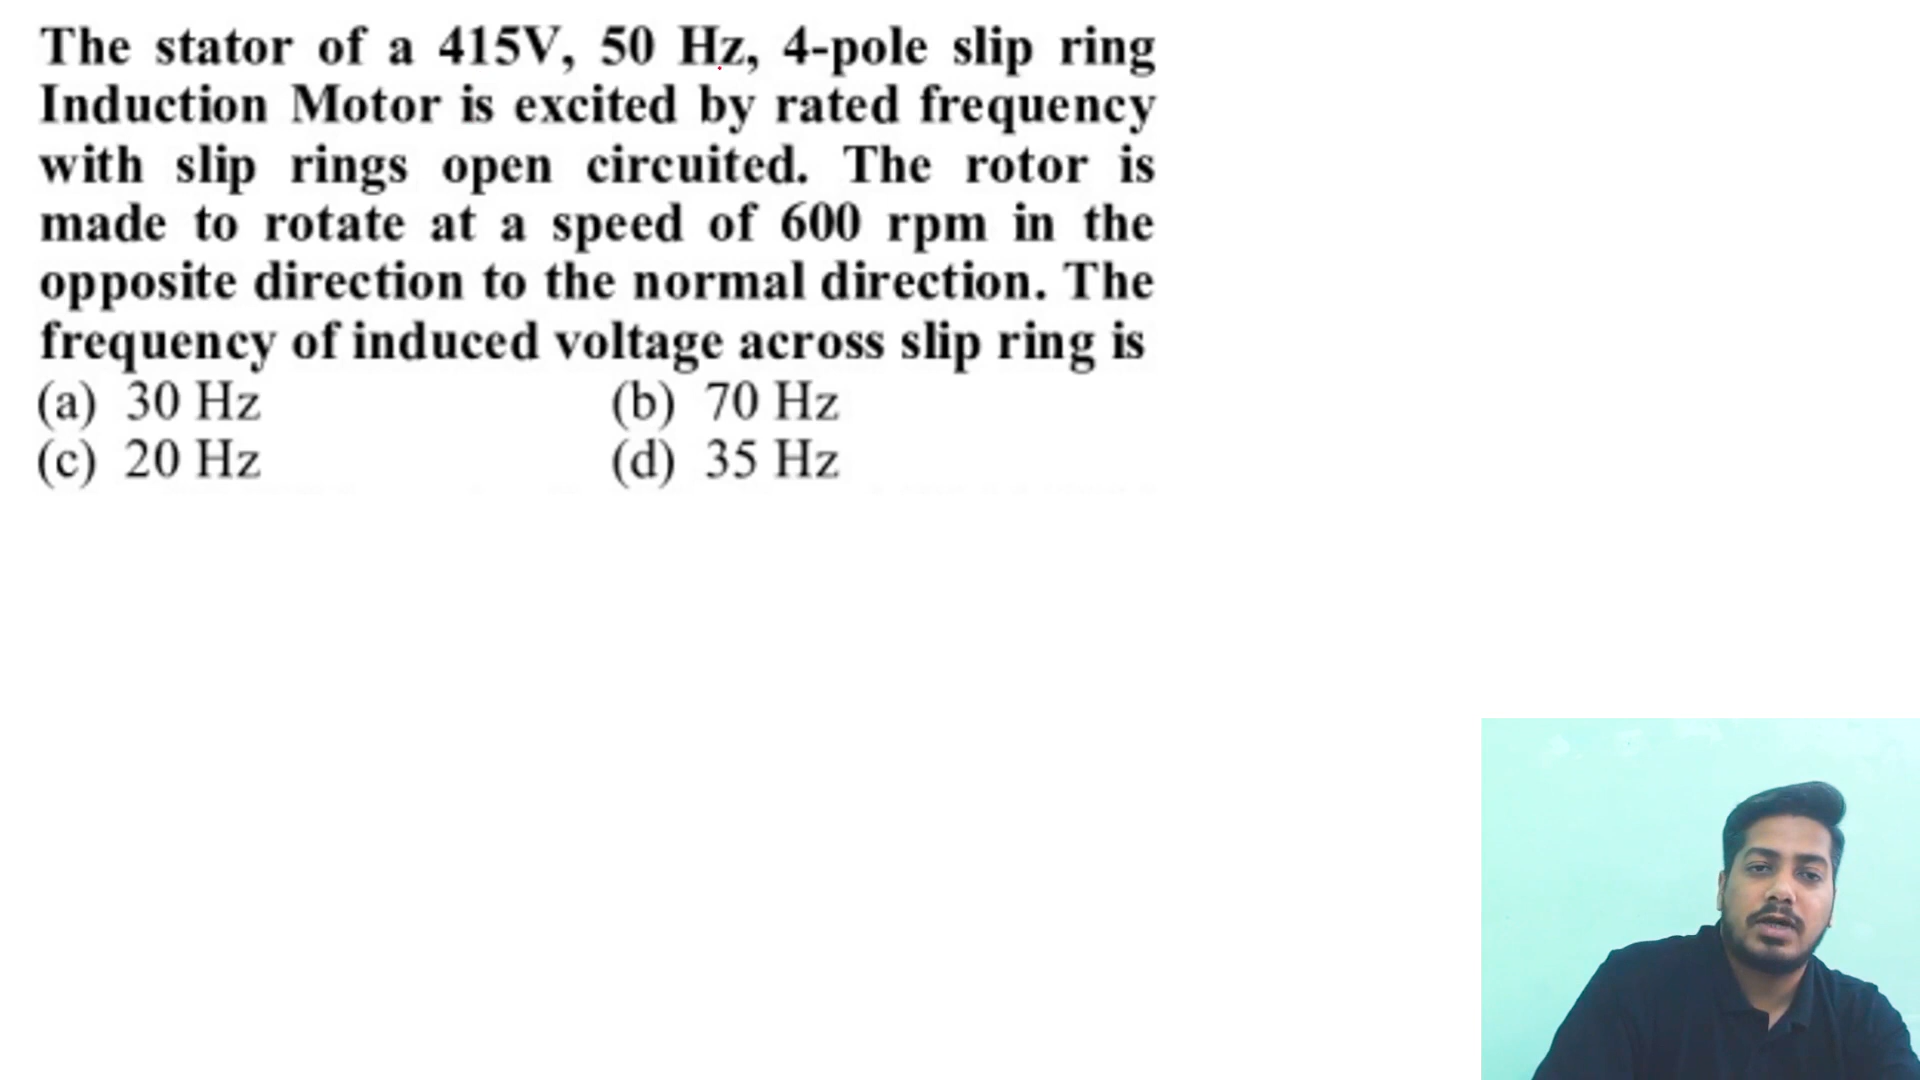 The stator of a 415V, 50 Hz, 4-pole slip ring
Induction Motor is excited by rated frequency
with slip rings open circuited. The rotor is
made to rotate at a speed of 600 rpm in the
opposite direction to the normal direction. The
frequency of induced voltage across slip ring is
(a) 30 Hz (b) 70 Hz
(c) 20 Hz (d) 35 Hz